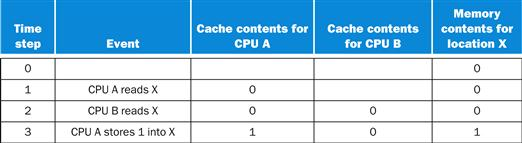 Time step Event Cache contents for CPU A Cache contents for CPU B Memory contents for location X
0 0
1 CPU A reads X 0 0
2 CPU B reads X 0 0 0
3 CPU A stores 1 into X 1 0 1